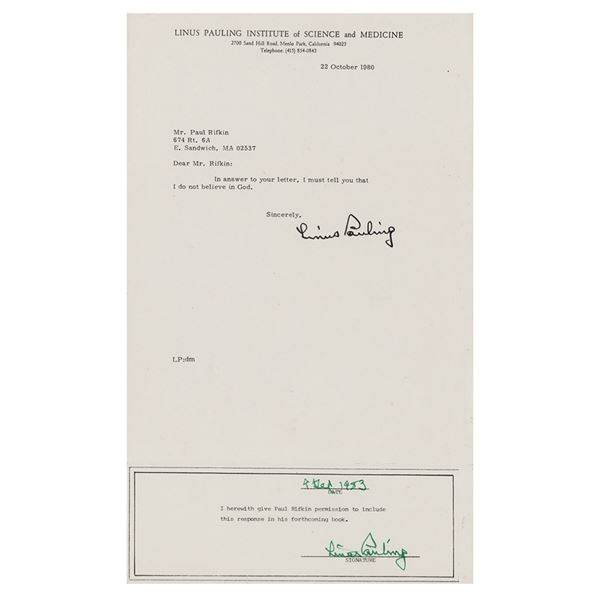 LINUS PAULING INSTITUTE of SCIENCE and MEDICINE
2700 Sand Hill Road, Menlo Park, California 94025
Telephone: (415) 854-0843
22 October 1980
Mr. Paul Rifkin
674 Rt. 6A
E. Sandwich, MA 02537
Dear Mr. Rifkin:
In answer to your letter, I must tell you that
I do not believe in God.
Sincerely,
Linus Pauling
LP:dm
9 Sep 1983
DATE
I herewith give Paul Rifkin permission to include
this response in his forthcoming book.
Linus Pauling
SIGNATURE